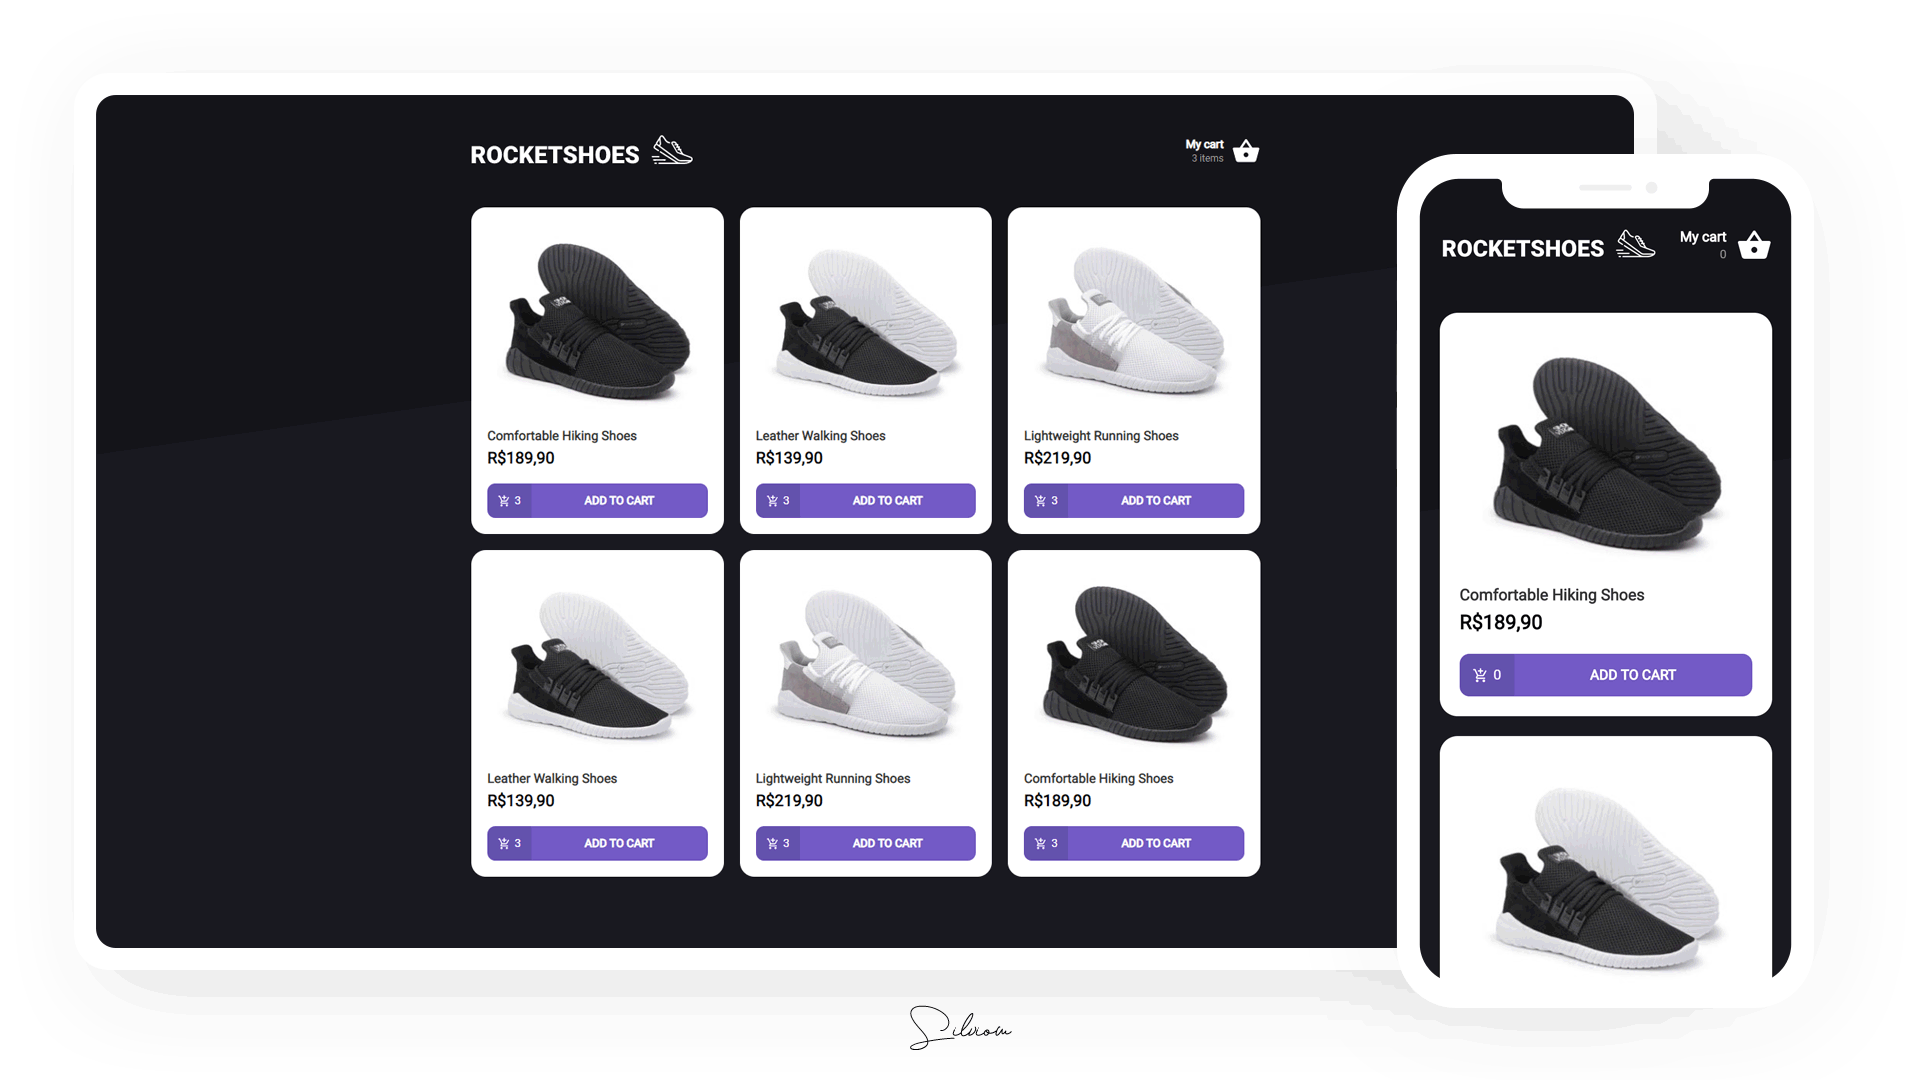 ROCKETSHOES
My cart
3 items
Comfortable Hiking Shoes
R$189,90
3 ADD TO CART
Leather Walking Shoes
R$139,90
3 ADD TO CART
Lightweight Running Shoes
R$219,90
3 ADD TO CART
Leather Walking Shoes
R$139,90
3 ADD TO CART
Lightweight Running Shoes
R$219,90
3 ADD TO CART
Comfortable Hiking Shoes
R$189,90
3 ADD TO CART
ROCKETSHOES
My cart
0
Comfortable Hiking Shoes
R$189,90
0 ADD TO CART